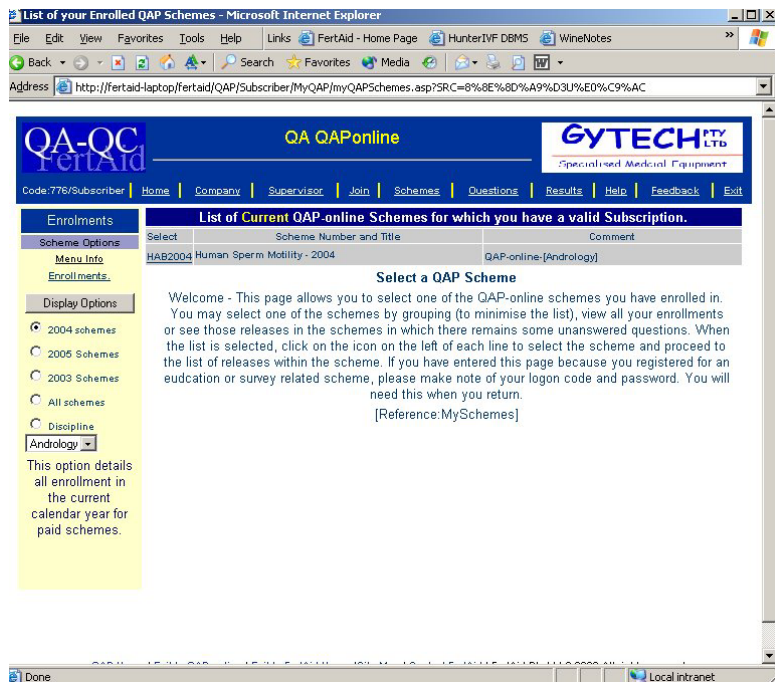 List of your Enrolled QAP Schemes - Microsoft Internet Explorer
File Edit View Favorites Tools Help Links FertAid - Home Page HunterIVF DBMS WineNotes »
Back Search Favorites Media
Address http://fertaid-laptop/fertaid/QAP/Subscriber/MyQAP/myQAPSchemes.asp?SRC=8%8E%8D%A9%D3U%E0%C9%AC
QA-QC
FertAid
QA QAPonline
GYTECH PTY LTD
Specialised Medcial Equipment
Code:776/Subscriber Home Company Supervisor Join Schemes Questions Results Help Feedback Exit
Enrolments
Scheme Options
Menu Info
Enrollments.
Display Options
2004 schemes
2005 Schemes
2003 Schemes
All schemes
Discipline
Andrology
This option details
all enrollment in
the current
calendar year for
paid schemes.
List of Current QAP-online Schemes for which you have a valid Subscription.
Select Scheme Number and Title Comment
HAB2004 Human Sperm Motility - 2004 QAP-online-[Andrology]
Select a QAP Scheme
Welcome - This page allows you to select one of the QAP-online schemes you have enrolled in.
You may select one of the schemes by grouping (to minimise the list), view all your enrollments
or see those releases in the schemes in which there remains some unanswered questions. When
the list is selected, click on the icon on the left of each line to select the scheme and proceed to
the list of releases within the scheme. If you have entered this page because you registered for an
eudcation or survey related scheme, please make note of your logon code and password. You will
need this when you return.
[Reference:MySchemes]
Done Local intranet